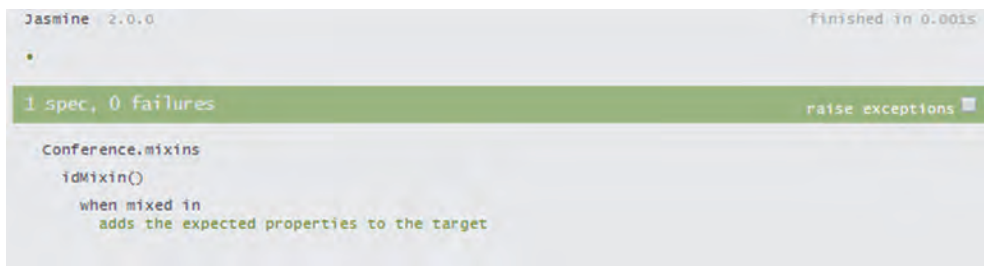 Jasmine 2.0.0
finished in 0.001s
•
1 spec, 0 failures
raise exceptions
Conference.mixins
idMixin()
when mixed in
adds the expected properties to the target